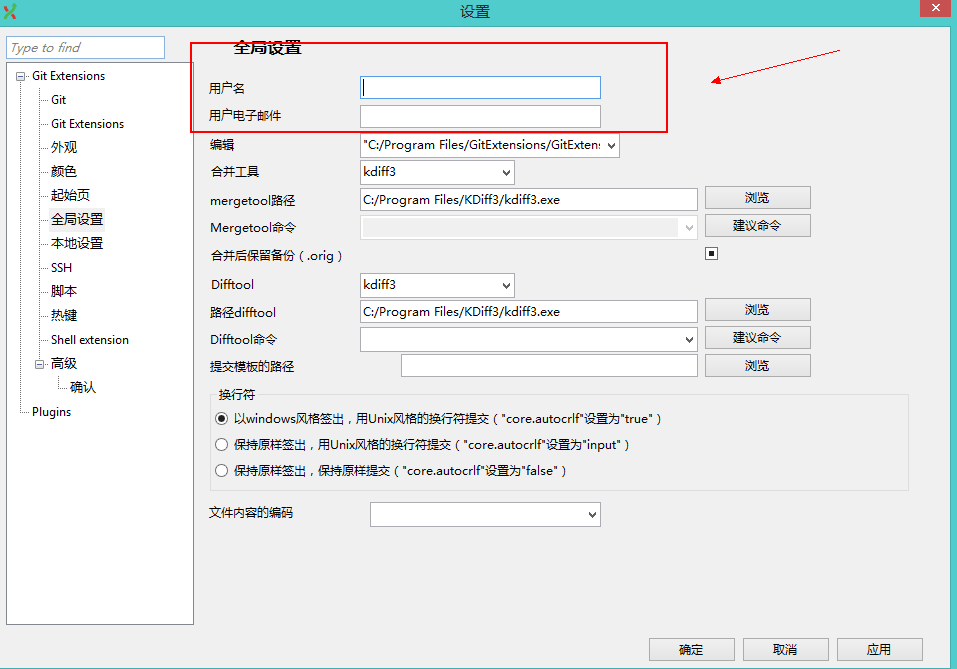 设置
Type to find
Git Extensions
Git
Git Extensions
外观
颜色
起始页
全局设置
本地设置
SSH
脚本
热键
Shell extension
高级
确认
Plugins
全局设置
用户名
用户电子邮件
编辑 "C:/Program Files/GitExtensions/GitExtens
合并工具 kdiff3
mergetool路径 C:/Program Files/KDiff3/kdiff3.exe 浏览
Mergetool命令 建议命令
合并后保留备份（.orig）
Difftool kdiff3
路径difftool C:/Program Files/KDiff3/kdiff3.exe 浏览
Difftool命令 建议命令
提交模板的路径 浏览
换行符
以windows风格签出，用Unix风格的换行符提交（"core.autocrlf"设置为"true"）
保持原样签出，用Unix风格的换行符提交（"core.autocrlf"设置为"input"）
保持原样签出，保持原样提交（"core.autocrlf"设置为"false"）
文件内容的编码
确定 取消 应用